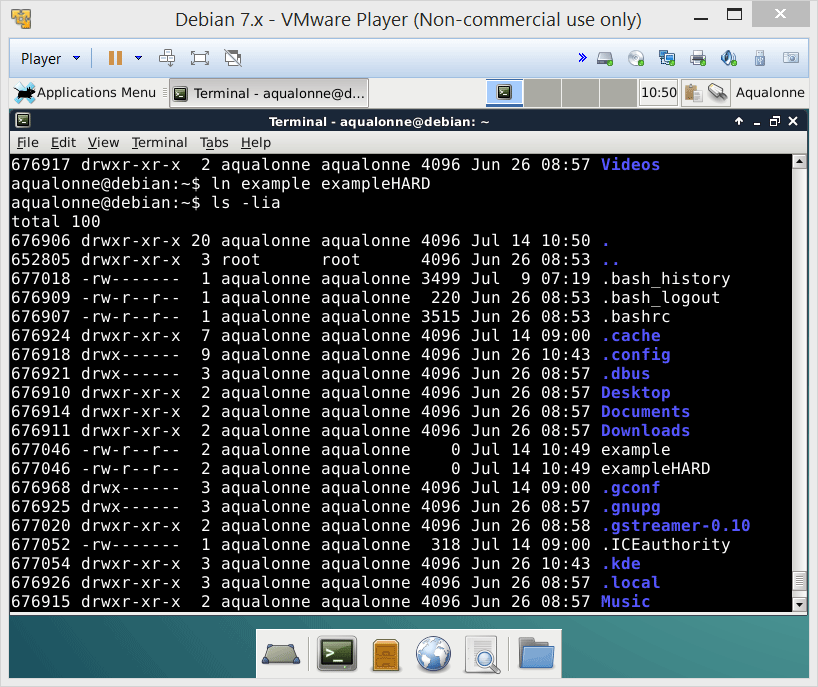 Debian 7.x - VMware Player (Non-commercial use only)
Player
Applications Menu Terminal - aqualonne@d... 10:50 Aqualonne
Terminal - aqualonne@debian: ~
File Edit View Terminal Tabs Help
676917 drwxr-xr-x  2 aqualonne aqualonne 4096 Jun 26 08:57 Videos
aqualonne@debian:~$ ln example exampleHARD
aqualonne@debian:~$ ls -lia
total 100
676906 drwxr-xr-x 20 aqualonne aqualonne 4096 Jul 14 10:50 .
652805 drwxr-xr-x  3 root      root      4096 Jun 26 08:53 ..
677018 -rw-------  1 aqualonne aqualonne 3499 Jul  9 07:19 .bash_history
676909 -rw-r--r--  1 aqualonne aqualonne  220 Jun 26 08:53 .bash_logout
676907 -rw-r--r--  1 aqualonne aqualonne 3515 Jun 26 08:53 .bashrc
676924 drwxr-xr-x  7 aqualonne aqualonne 4096 Jul 14 09:00 .cache
676918 drwx------  9 aqualonne aqualonne 4096 Jun 26 10:43 .config
676921 drwx------  3 aqualonne aqualonne 4096 Jun 26 08:57 .dbus
676910 drwxr-xr-x  2 aqualonne aqualonne 4096 Jun 26 08:57 Desktop
676914 drwxr-xr-x  2 aqualonne aqualonne 4096 Jun 26 08:57 Documents
676911 drwxr-xr-x  2 aqualonne aqualonne 4096 Jun 26 08:57 Downloads
677046 -rw-r--r--  2 aqualonne aqualonne    0 Jul 14 10:49 example
677046 -rw-r--r--  2 aqualonne aqualonne    0 Jul 14 10:49 exampleHARD
676968 drwx------  3 aqualonne aqualonne 4096 Jul 14 09:00 .gconf
676925 drwx------  3 aqualonne aqualonne 4096 Jun 26 08:57 .gnupg
677020 drwxr-xr-x  2 aqualonne aqualonne 4096 Jun 26 08:58 .gstreamer-0.10
677052 -rw-------  1 aqualonne aqualonne  318 Jul 14 09:00 .ICEauthority
677054 drwxr-xr-x  3 aqualonne aqualonne 4096 Jun 26 10:43 .kde
676926 drwxr-xr-x  3 aqualonne aqualonne 4096 Jun 26 08:57 .local
676915 drwxr-xr-x  2 aqualonne aqualonne 4096 Jun 26 08:57 Music